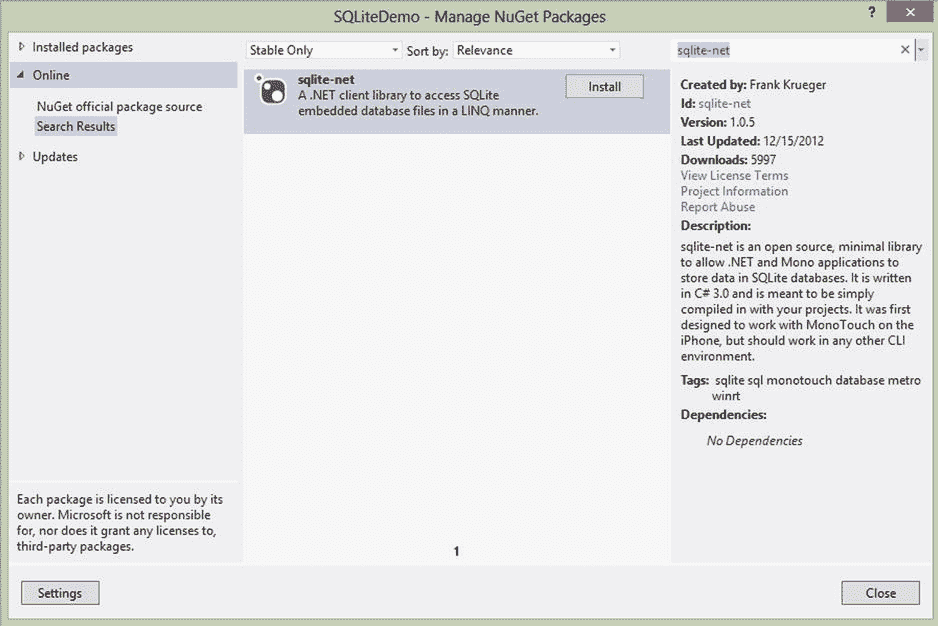 SQLiteDemo - Manage NuGet Packages
?
Installed packages
Online
NuGet official package source
Search Results
Updates
Each package is licensed to you by its
owner. Microsoft is not responsible
for, nor does it grant any licenses to,
third-party packages.
Settings
Stable Only
Sort by: Relevance
sqlite-net
A .NET client library to access SQLite
embedded database files in a LINQ manner.
Install
1
sqlite-net
Created by: Frank Krueger
Id: sqlite-net
Version: 1.0.5
Last Updated: 12/15/2012
Downloads: 5997
View License Terms
Project Information
Report Abuse
Description:
sqlite-net is an open source, minimal library
to allow .NET and Mono applications to
store data in SQLite databases. It is written
in C# 3.0 and is meant to be simply
compiled in with your projects. It was first
designed to work with MonoTouch on the
iPhone, but should work in any other CLI
environment.
Tags: sqlite sql monotouch database metro
winrt
Dependencies:
No Dependencies
Close